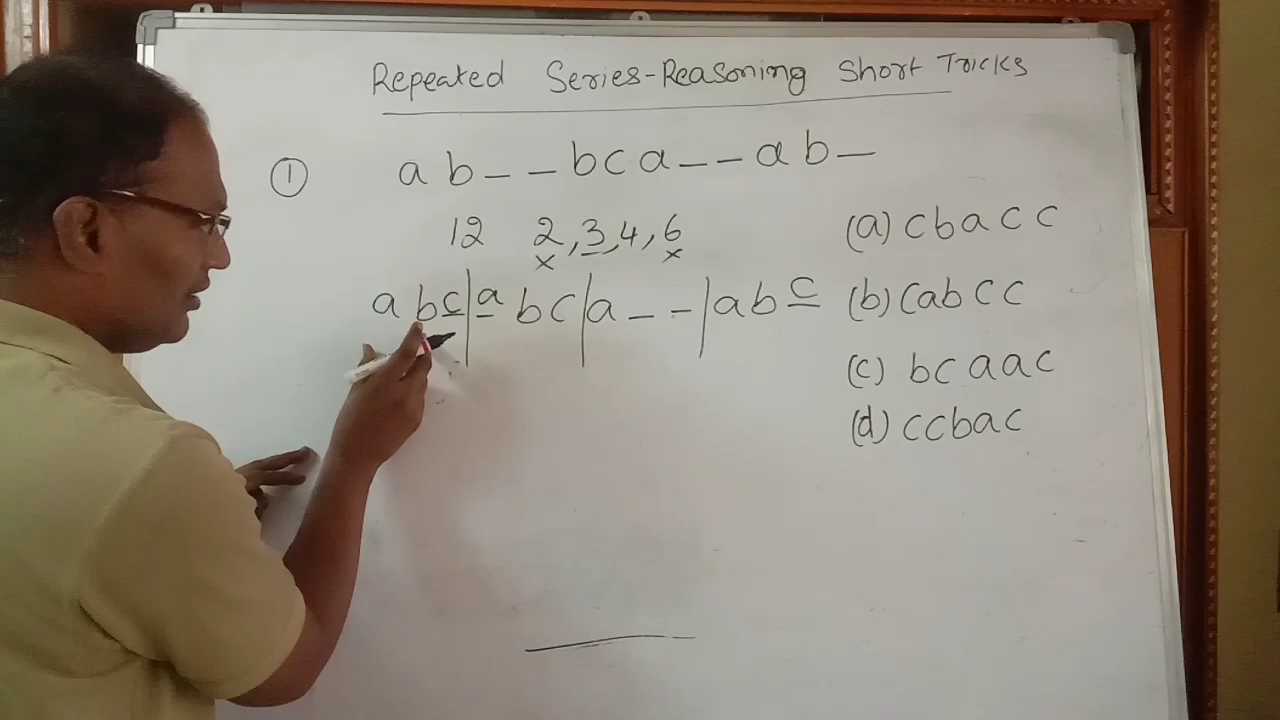 Repeated Series-Reasoning Short Tricks
① a b _ _ b c a _ _ a b _
12 2, 3, 4, 6
x x
(a) c b a c c
a b c | a b c | a _ _ | a b c
(b) c a b c c
(c) b c a a c
(d) c c b a c